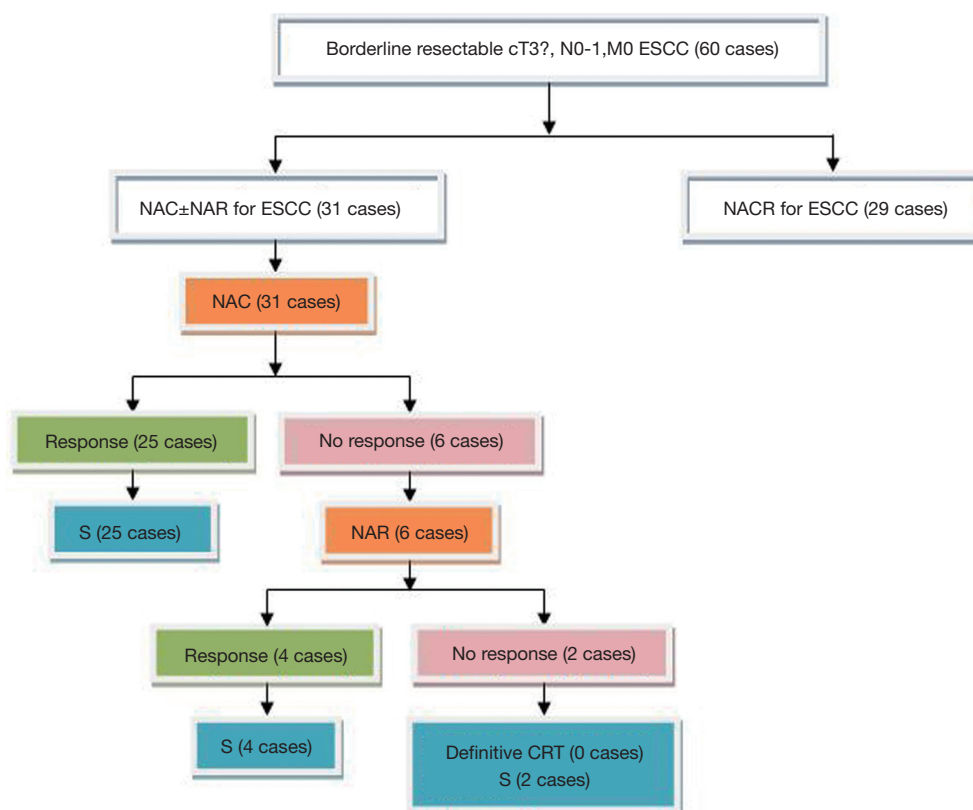 Borderline resectable cT3?, N0-1,M0 ESCC (60 cases)
NAC±NAR for ESCC (31 cases)
NACR for ESCC (29 cases)
NAC (31 cases)
Response (25 cases)
No response (6 cases)
S (25 cases)
NAR (6 cases)
Response (4 cases)
No response (2 cases)
S (4 cases)
Definitive CRT (0 cases)
S (2 cases)